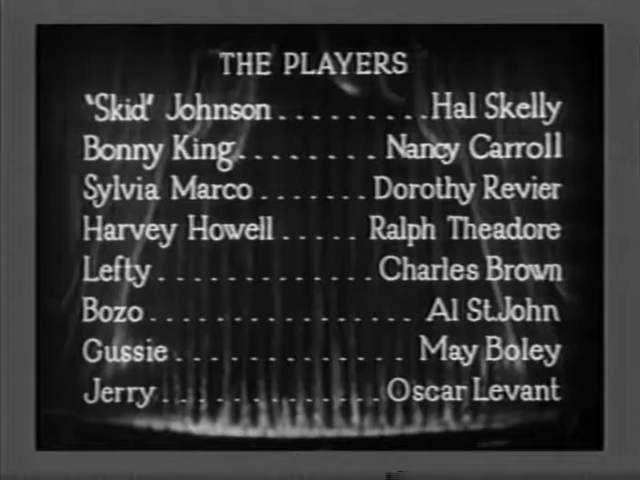 THE PLAYERS
"Skid" Johnson.........Hal Skelly
Bonny King........Nancy Carroll
Sylvia Marco.......Dorothy Revier
Harvey Howell.....Ralph Theadore
Lefty.............Charles Brown
Bozo................Al St.John
Gussie..............May Boley
Jerry.............Oscar Levant